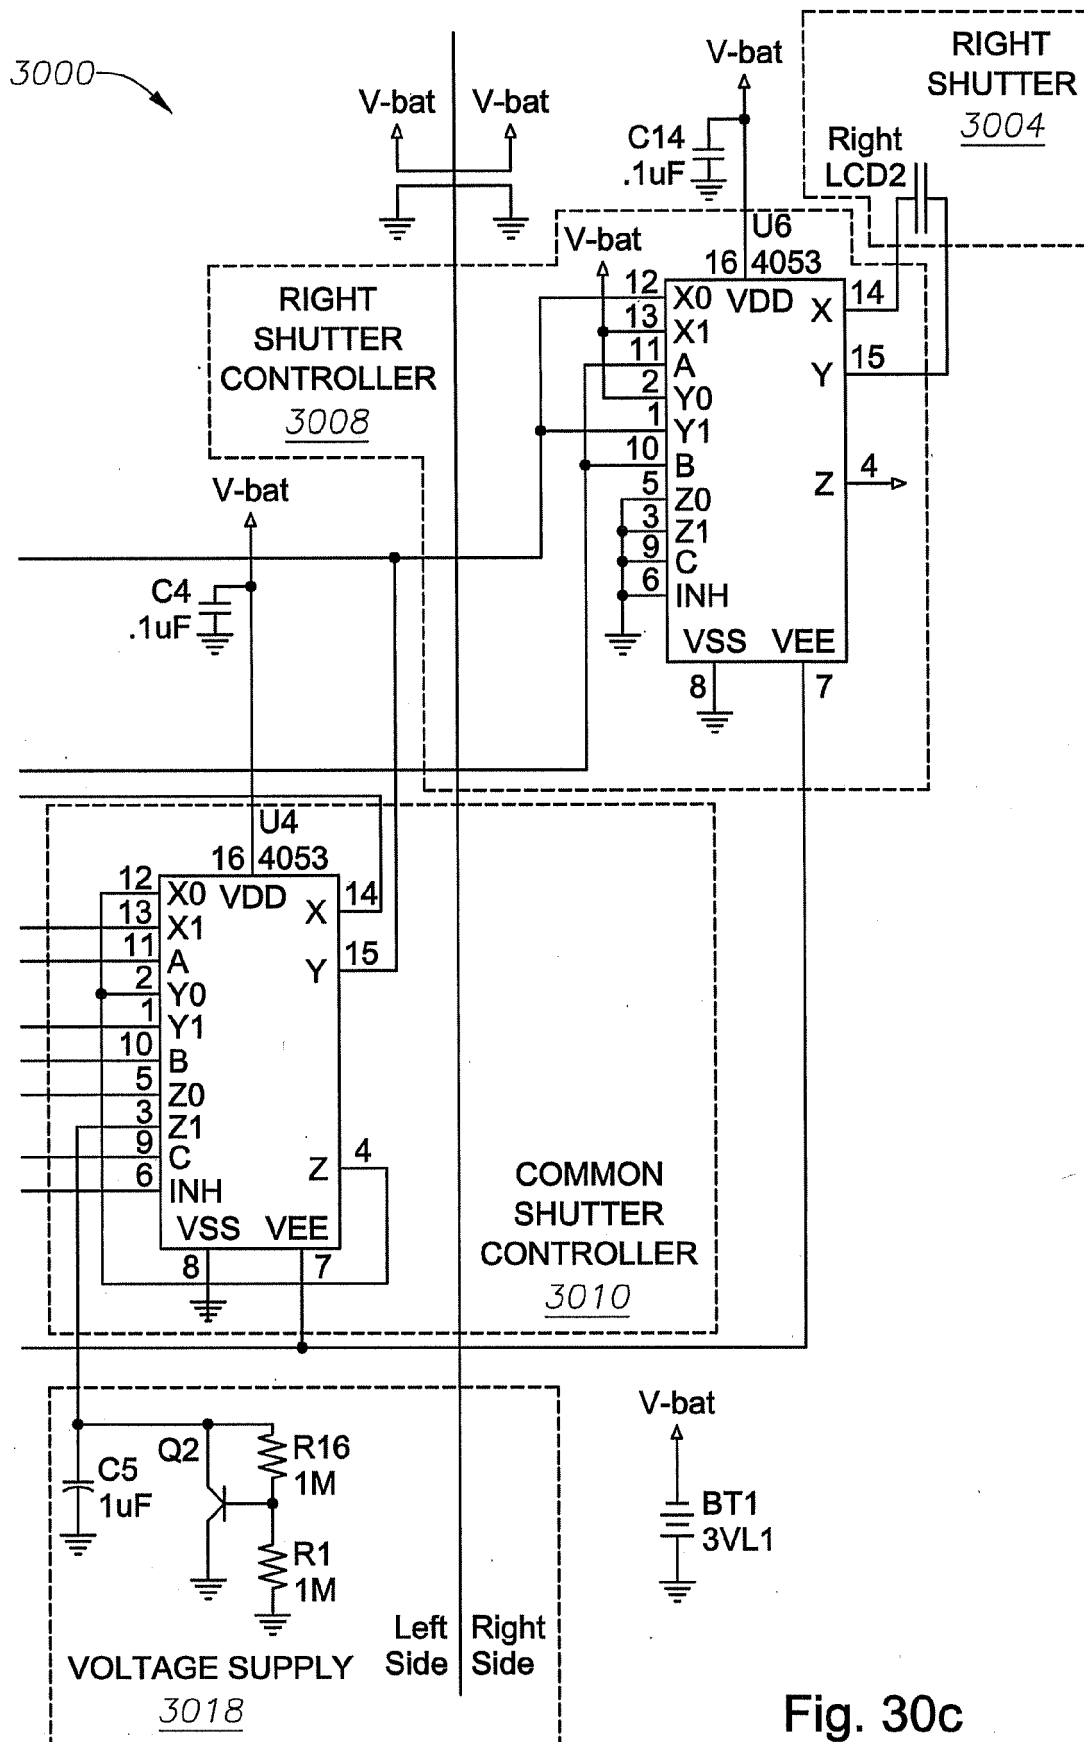 3000
V-bat V-bat
V-bat
C14
.1uF
RIGHT
SHUTTER
3004
Right
LCD2
V-bat
U6
16 4053
RIGHT
SHUTTER
CONTROLLER
3008
12 X0 VDD X 14
13 X1
11 A
2 Y0 Y 15
1 Y1
10 B
5 Z0 Z 4
3 Z1
9 C
6 INH
VSS VEE
8 7
V-bat
C4
.1uF
U4
16 4053
12 X0 VDD X 14
13 X1
11 A Y 15
2 Y0
1 Y1
10 B
5 Z0
3 Z1
9 C Z 4
6 INH
VSS VEE
8 7
COMMON
SHUTTER
CONTROLLER
3010
C5
1uF
Q2
R16
1M
R1
1M
V-bat
BT1
3VL1
Left Right
Side Side
VOLTAGE SUPPLY
3018
Fig. 30c